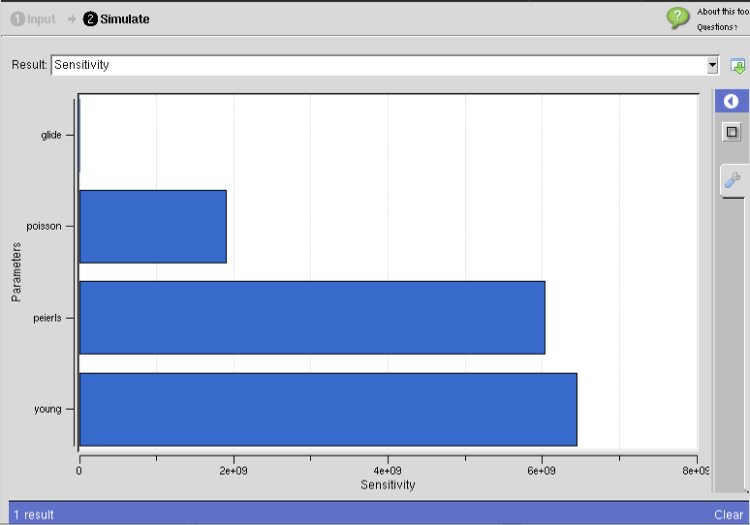 1 Input → 2 Simulate
About this too
Questions?
Result: Sensitivity
glide
poisson
peierls
young
Parameters
0 2e+09 4e+09 6e+09 8e+09
Sensitivity
1 result Clear